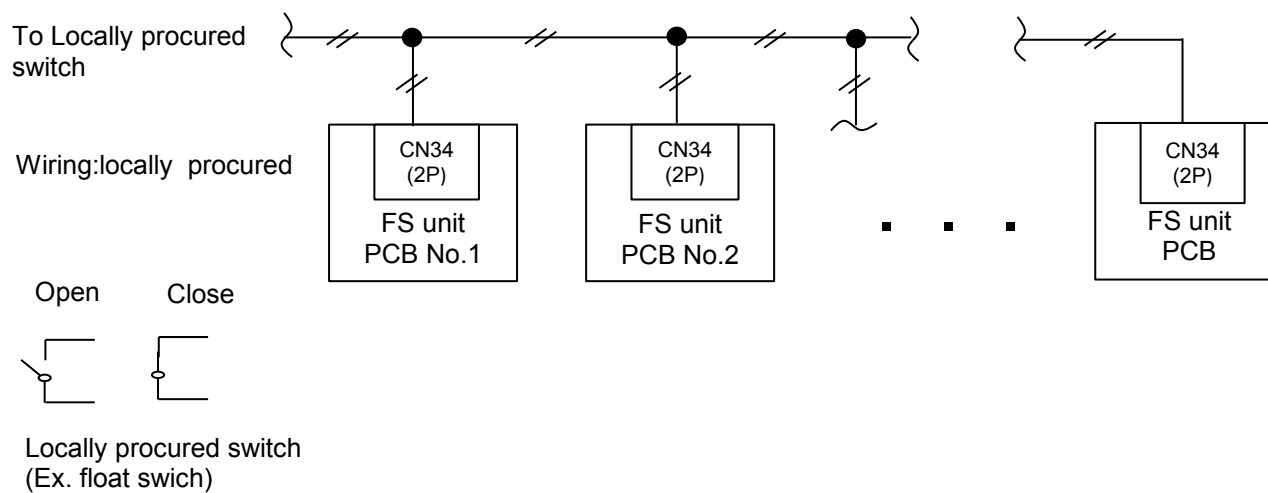 To Locally procured
switch
CN34
(2P)
FS unit
PCB No.1
CN34
(2P)
FS unit
PCB No.2
CN34
(2P)
FS unit
PCB
Wiring:locally procured
Open Close
Locally procured switch
(Ex. float swich)